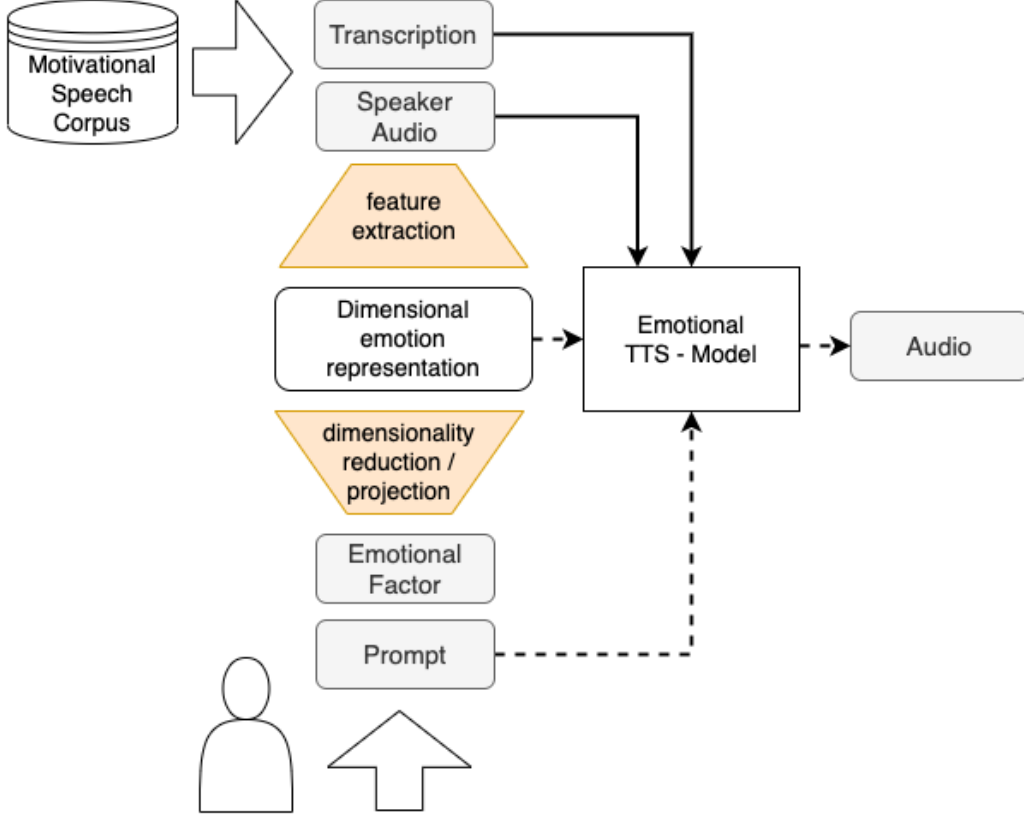 Motivational
Speech
Corpus
Transcription
Speaker
Audio
feature
extraction
Dimensional
emotion
representation
Emotional
TTS - Model
Audio
dimensionality
reduction /
projection
Emotional
Factor
Prompt